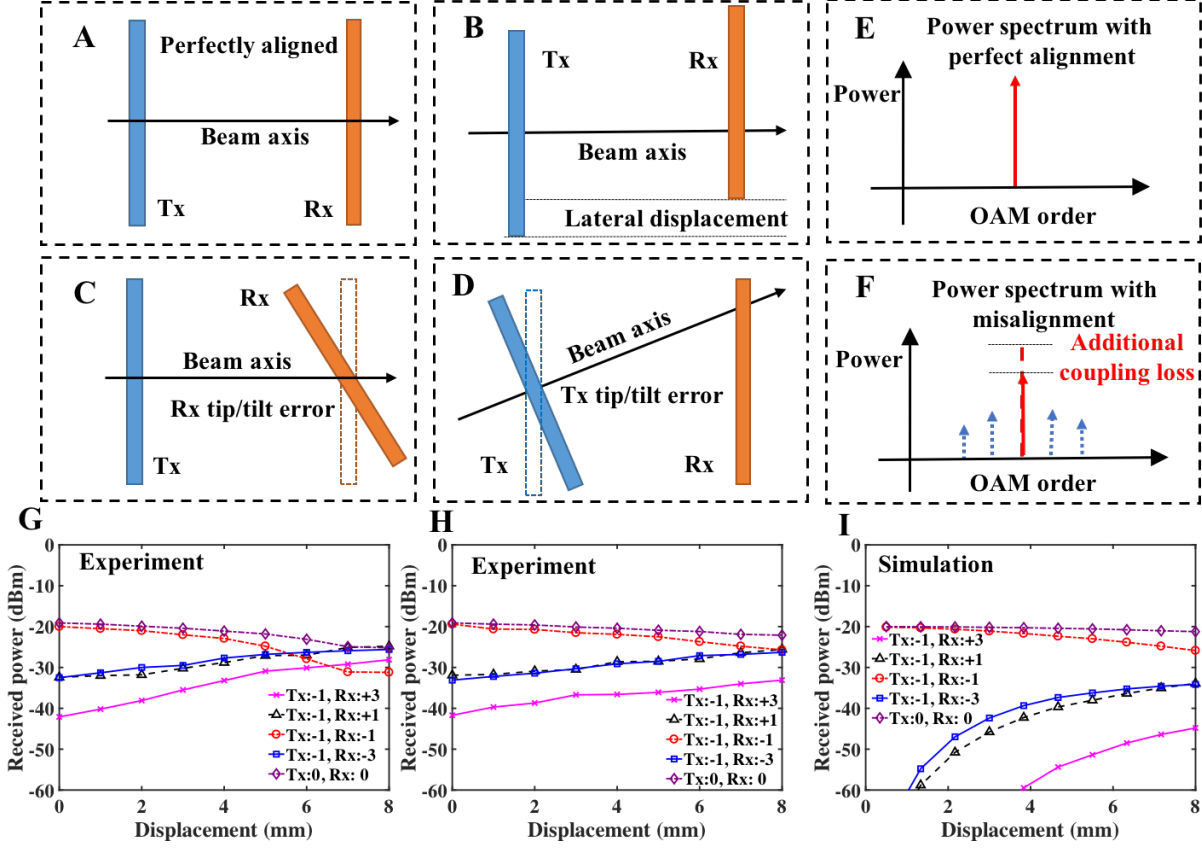 A
Perfectly aligned
Beam axis
Tx
Rx
B
Tx
Rx
Beam axis
Lateral displacement
E
Power spectrum with
perfect alignment
Power
OAM order
C
Rx
Beam axis
Rx tip/tilt error
Tx
D
Beam axis
Tx tip/tilt error
Tx
Rx
F
Power spectrum with
misalignment
Power
Additional
coupling loss
OAM order
G
Experiment
Received power (dBm)
0
-10
-20
-30
-40
-50
-60
Tx:-1, Rx:+3
Tx:-1, Rx:+1
Tx:-1, Rx:-1
Tx:-1, Rx:-3
Tx:0, Rx: 0
0 2 4 6 8
Displacement (mm)
H
Experiment
Received power (dBm)
0
-10
-20
-30
-40
-50
-60
Tx:-1, Rx:+3
Tx:-1, Rx:+1
Tx:-1, Rx:-1
Tx:-1, Rx:-3
Tx:0, Rx: 0
0 2 4 6 8
Displacement (mm)
I
Simulation
Received power (dBm)
0
-10
-20
-30
-40
-50
-60
Tx:-1, Rx:+3
Tx:-1, Rx:+1
Tx:-1, Rx:-1
Tx:-1, Rx:-3
Tx:0, Rx: 0
0 2 4 6 8
Displacement (mm)